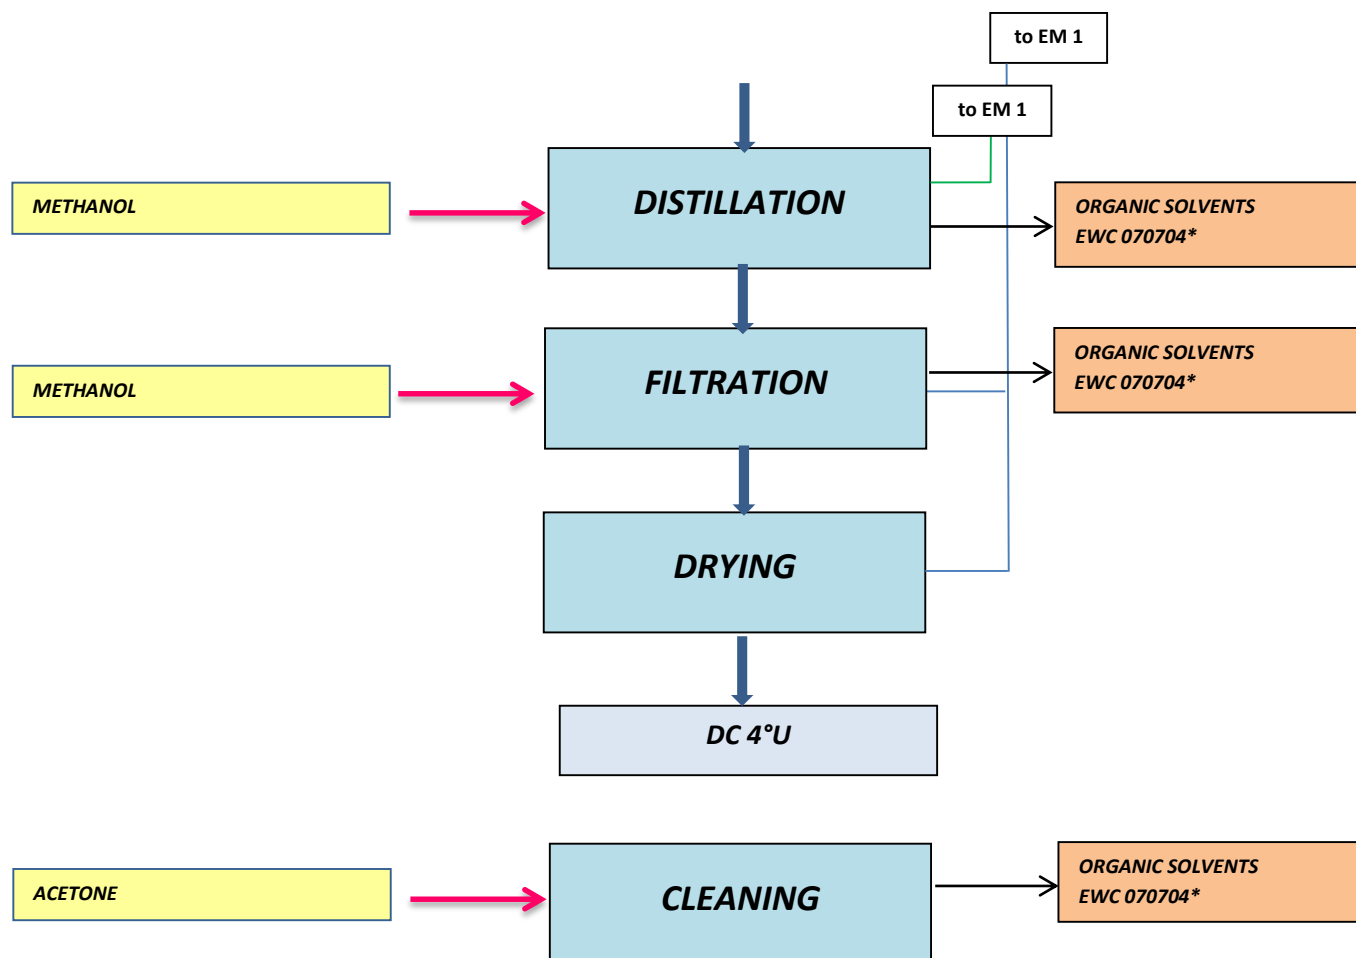 to EM 1
to EM 1
METHANOL
DISTILLATION
ORGANIC SOLVENTS
EWC 070704*
METHANOL
FILTRATION
ORGANIC SOLVENTS
EWC 070704*
DRYING
DC 4°U
ACETONE
CLEANING
ORGANIC SOLVENTS
EWC 070704*